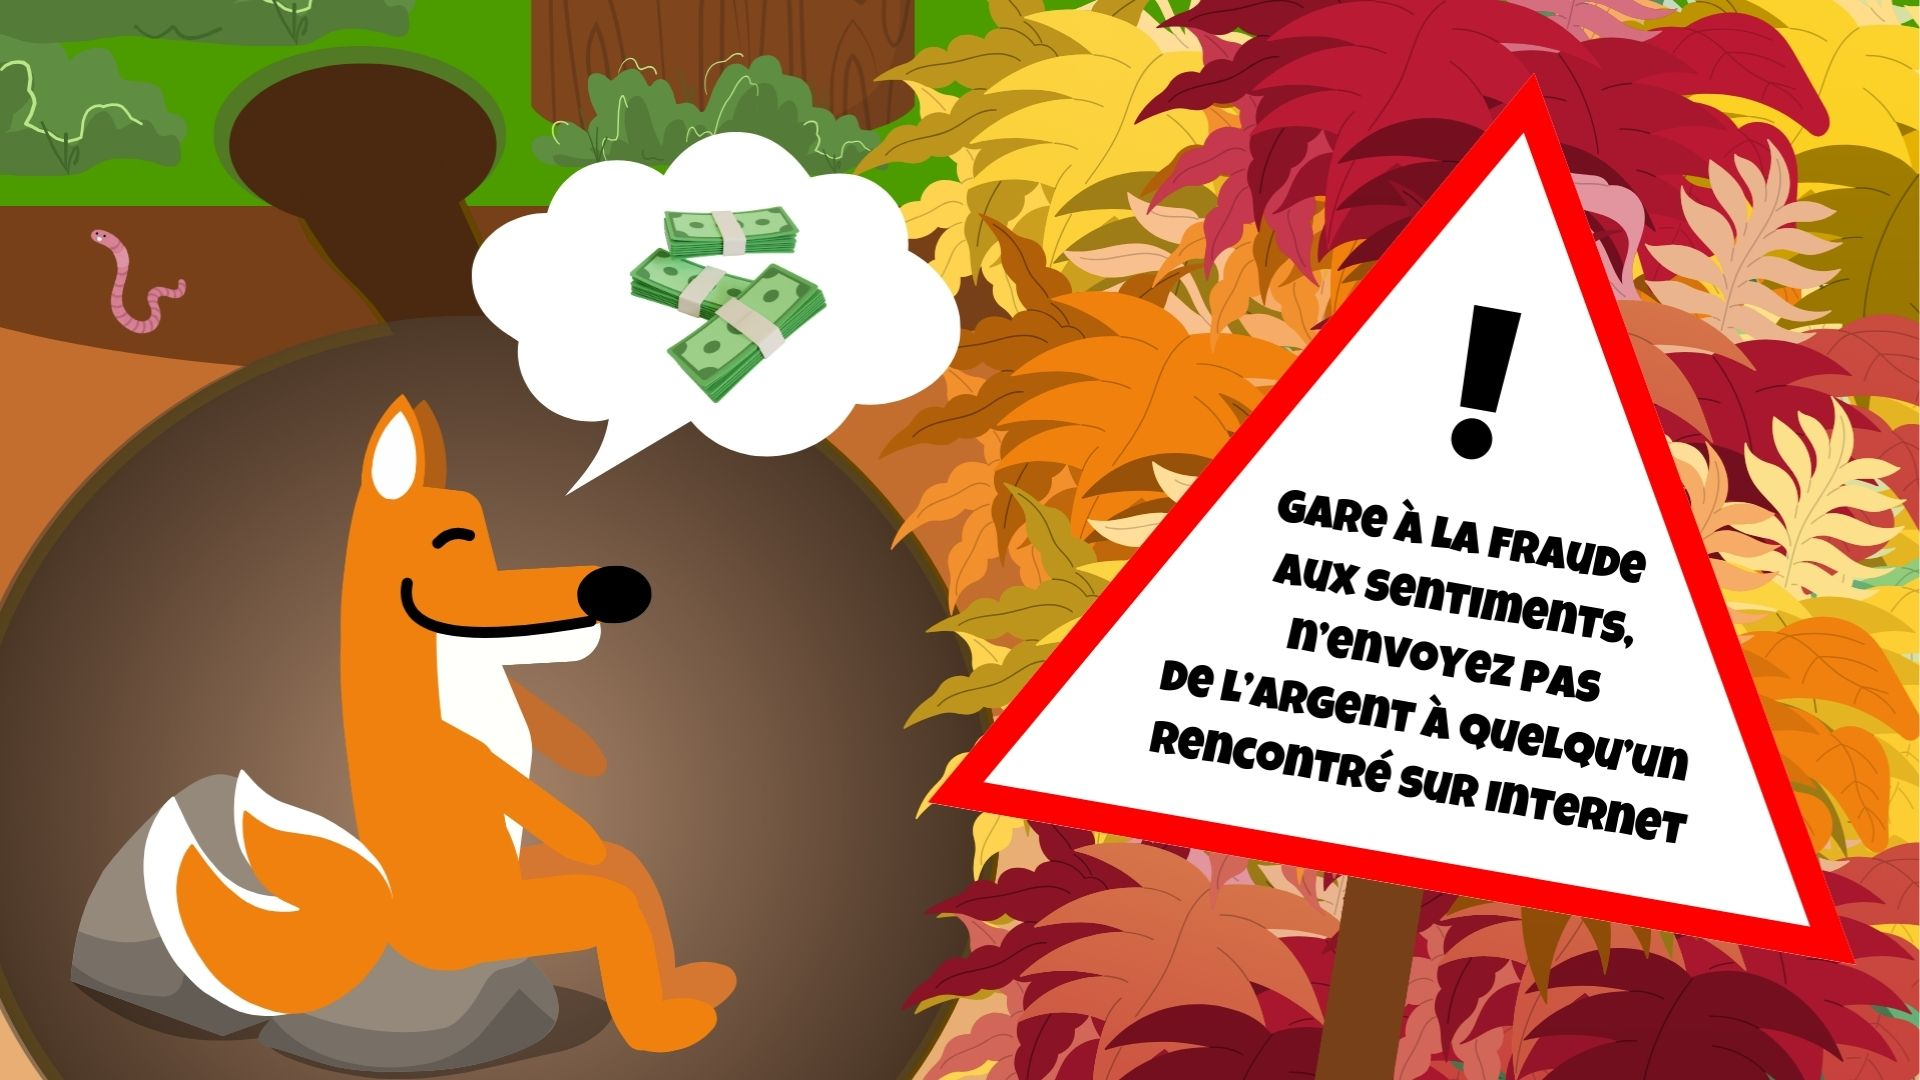 !
Gare à la fraude
aux sentiments,
n'envoyez pas
de l'argent à quelqu'un
rencontré sur internet